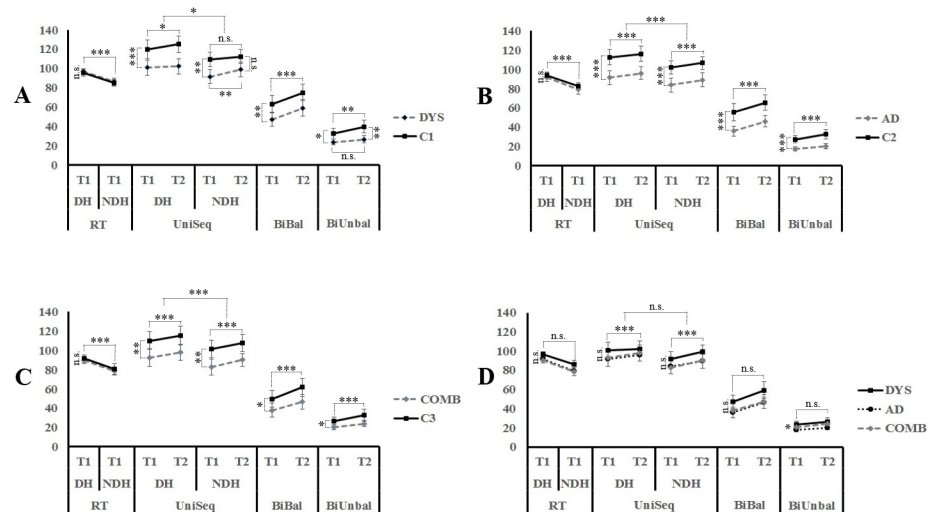 A
140
120
100
80
60
40
20
0
n.s.
***
*
***
*
n.s.
n.s
**
**
***
*
**
**
n.s.
T1 T1 T1 T2 T1 T2 T1 T2 T1 T2
DH NDH DH NDH
RT UniSeq BiBal BiUnbal
DYS
C1
B
140
120
100
80
60
40
20
0
n.s.
***
***
***
***
***
***
***
***
***
***
T1 T1 T1 T2 T1 T2 T1 T2 T1 T2
DH NDH DH NDH
RT UniSeq BiBal BiUnbal
AD
C2
C
140
120
100
80
60
40
20
0
n.s.
***
***
**
***
**
***
*
***
*
***
T1 T1 T1 T2 T1 T2 T1 T2 T1 T2
DH NDH DH NDH
RT UniSeq BiBal BiUnbal
COMB
C3
D
140
120
100
80
60
40
20
0
n.s.
n.s.
n.s.
n.s.
***
n.s.
***
n.s.
n.s.
*
n.s.
T1 T1 T1 T2 T1 T2 T1 T2 T1 T2
DH NDH DH NDH
RT UniSeq BiBal BiUnbal
DYS
AD
COMB